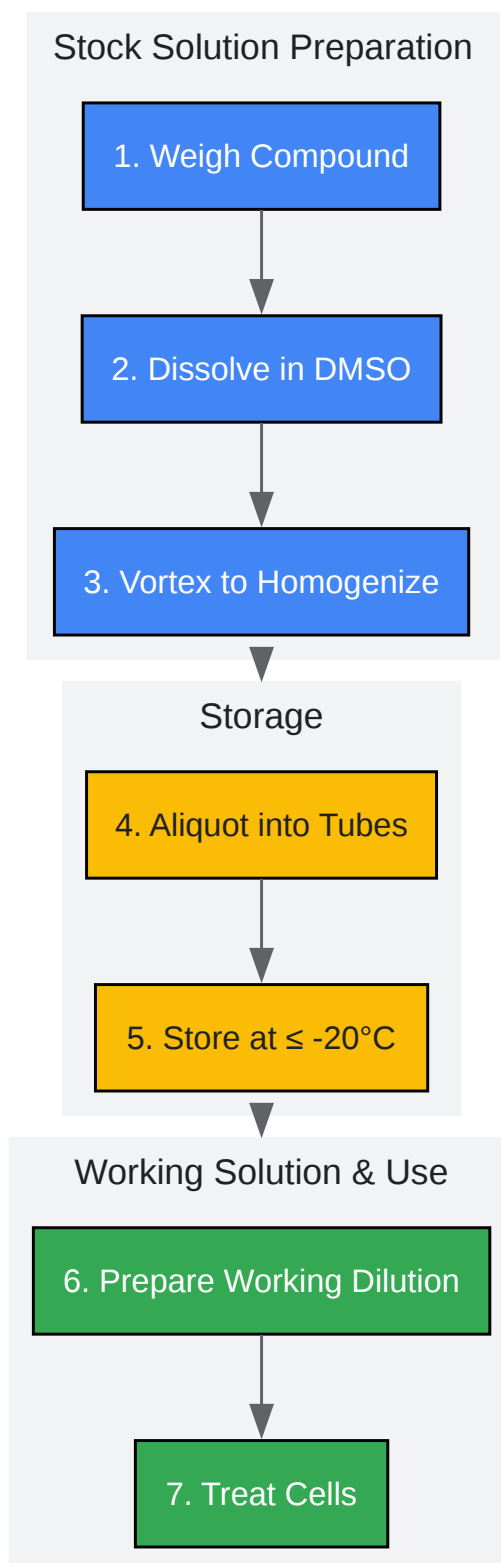 Stock Solution Preparation
1. Weigh Compound
2. Dissolve in DMSO
3. Vortex to Homogenize
Storage
4. Aliquot into Tubes
5. Store at ≤ -20°C
Working Solution & Use
6. Prepare Working Dilution
7. Treat Cells